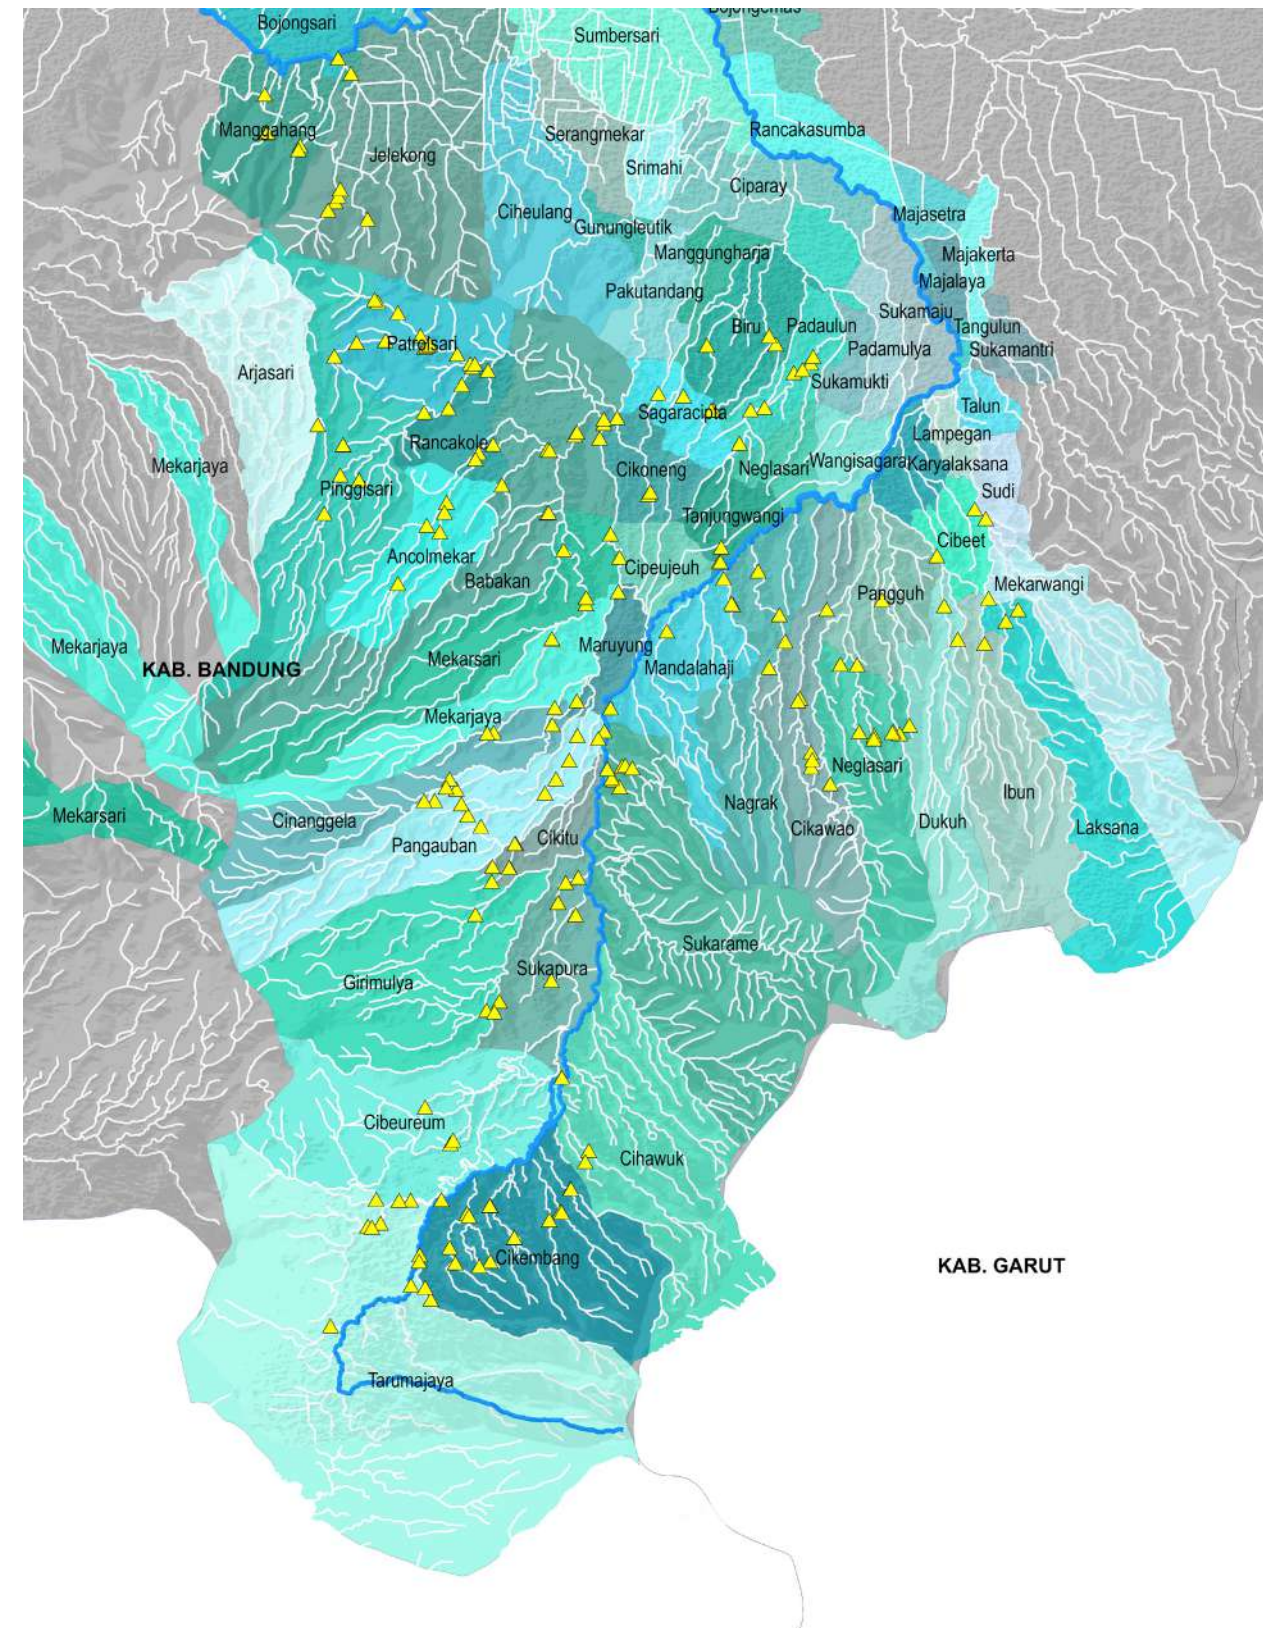 Bojongemas
Bojongsari
Sumbersari
Manggahang
Serangmekar
Rancakasumba
Jelekong
Srimahi
Ciparay
Ciheulang
Majasetra
Gunungleutik
Manggungharja
Majakerta
Majalaya
Pakutandang
Sukamaju
Biru
Padaulun
Tangulun
Patrolsari
Padamulya
Sukamantri
Arjasari
Sukamukti
Talun
Sagaracipta
Lampegan
Rancakole
Mekarjaya
Cikoneng
Neglasari
Wangisagara
Karyalaksana
Pinggisari
Sudi
Tanjungwangi
Cibeet
Ancolmekar
Cipeujeuh
Babakan
Mekarwangi
Pangguh
Mekarjaya
Maruyung
Mekarsari
Mandalahaji
KAB. BANDUNG
Mekarjaya
Neglasari
Ibun
Nagrak
Mekarsari
Cinanggela
Dukuh
Cikawao
Laksana
Cikitu
Pangauban
Sukarame
Sukapura
Girimulya
Cibeureum
Cihawuk
Cikembang
KAB. GARUT
Tarumajaya